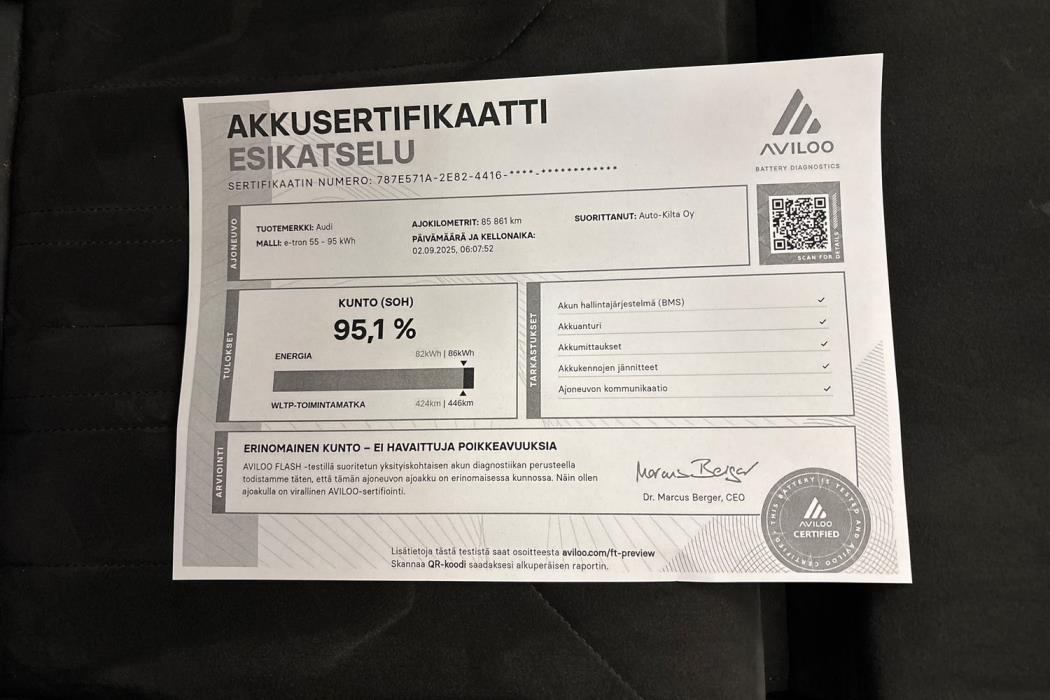 AKKUSERTIFIKAATTI
ESIKATSELU
SERTIFIKAATIN NUMERO: 787E571A-2E82-4416-****-************
AVILOO
BATTERY DIAGNOSTICS
AJONEUVO
TUOTEMERKKI: Audi
MALLI: e-tron 55 - 95 kWh
AJOKILOMETRIT: 85 861 km
PÄIVÄMÄÄRÄ JA KELLONAIKA:
02.09.2025, 06:07:52
SUORITTANUT: Auto-Kilta Oy
SCAN FOR DETAILS
TULOKSET
KUNTO (SOH)
95,1 %
ENERGIA 82kWh | 86kWh
WLTP-TOIMINTAMATKA 424km | 446km
TARKASTUKSET
Akun hallintajärjestelmä (BMS) ✓
Akkuanturi ✓
Akkumittaukset ✓
Akkukennojen jännitteet ✓
Ajoneuvon kommunikaatio ✓
ARVIOINTI
ERINOMAINEN KUNTO – EI HAVAITTUJA POIKKEAVUUKSIA
AVILOO FLASH -testillä suoritetun yksityiskohtaisen akun diagnostiikan perusteella
todistamme täten, että tämän ajoneuvon ajoakku on erinomaisessa kunnossa. Näin ollen
ajoakulla on virallinen AVILOO-sertifiointi.
Marcus Berger
Dr. Marcus Berger, CEO
THIS BATTERY IS TESTED AND AVILOO CERTIFIED.
AVILOO
CERTIFIED
Lisätietoja tästä testistä saat osoitteesta aviloo.com/ft-preview
Skannaa QR-koodi saadaksesi alkuperäisen raportin.